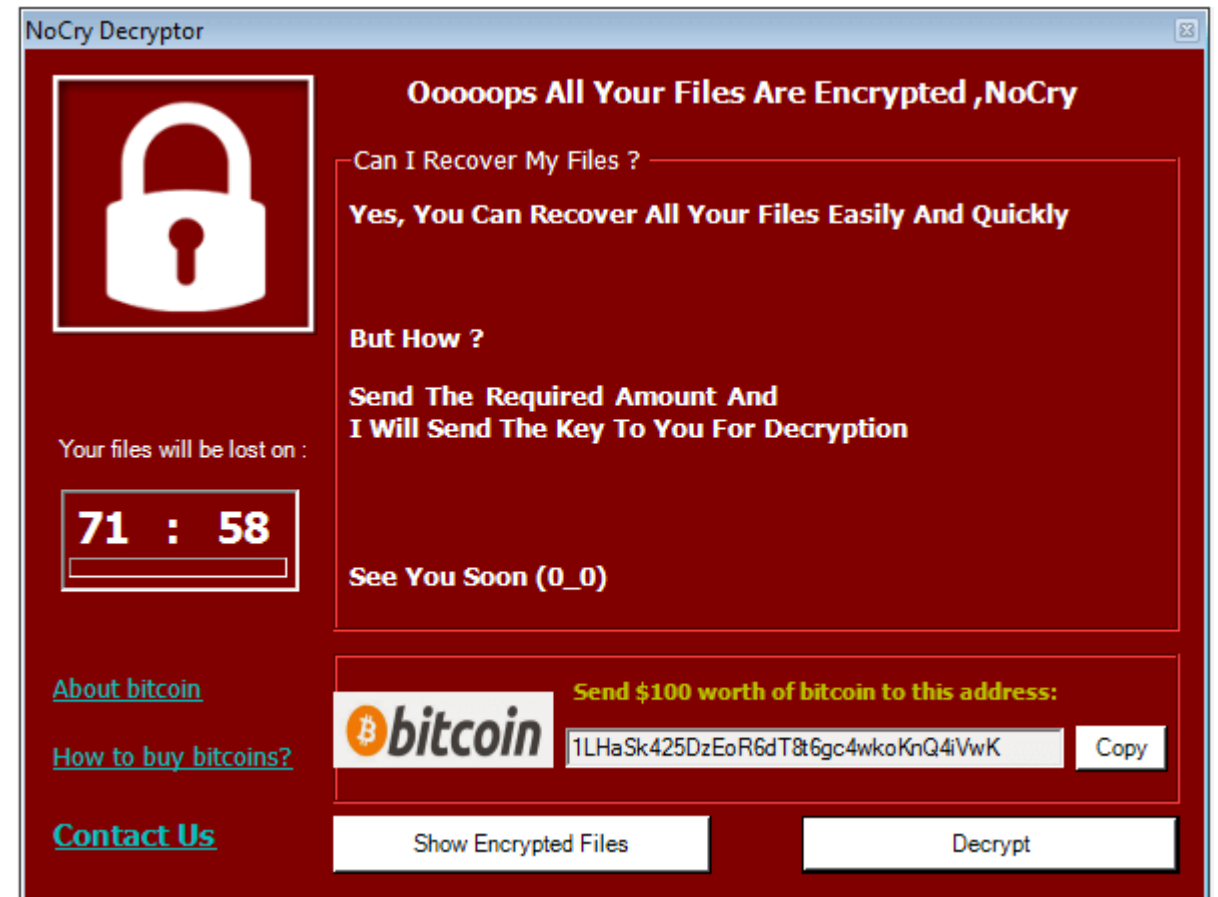 NoCry Decryptor
Ooooops All Your Files Are Encrypted ,NoCry
Can I Recover My Files ?
Yes, You Can Recover All Your Files Easily And Quickly
But How ?
Send The Required Amount And
I Will Send The Key To You For Decryption
See You Soon (0_0)
Your files will be lost on :
71 : 58
About bitcoin
How to buy bitcoins?
Contact Us
Send $100 worth of bitcoin to this address:
bitcoin
1LHaSk425DzEoR6dT8t6gc4wkoKnQ4iVwK
Copy
Show Encrypted Files
Decrypt